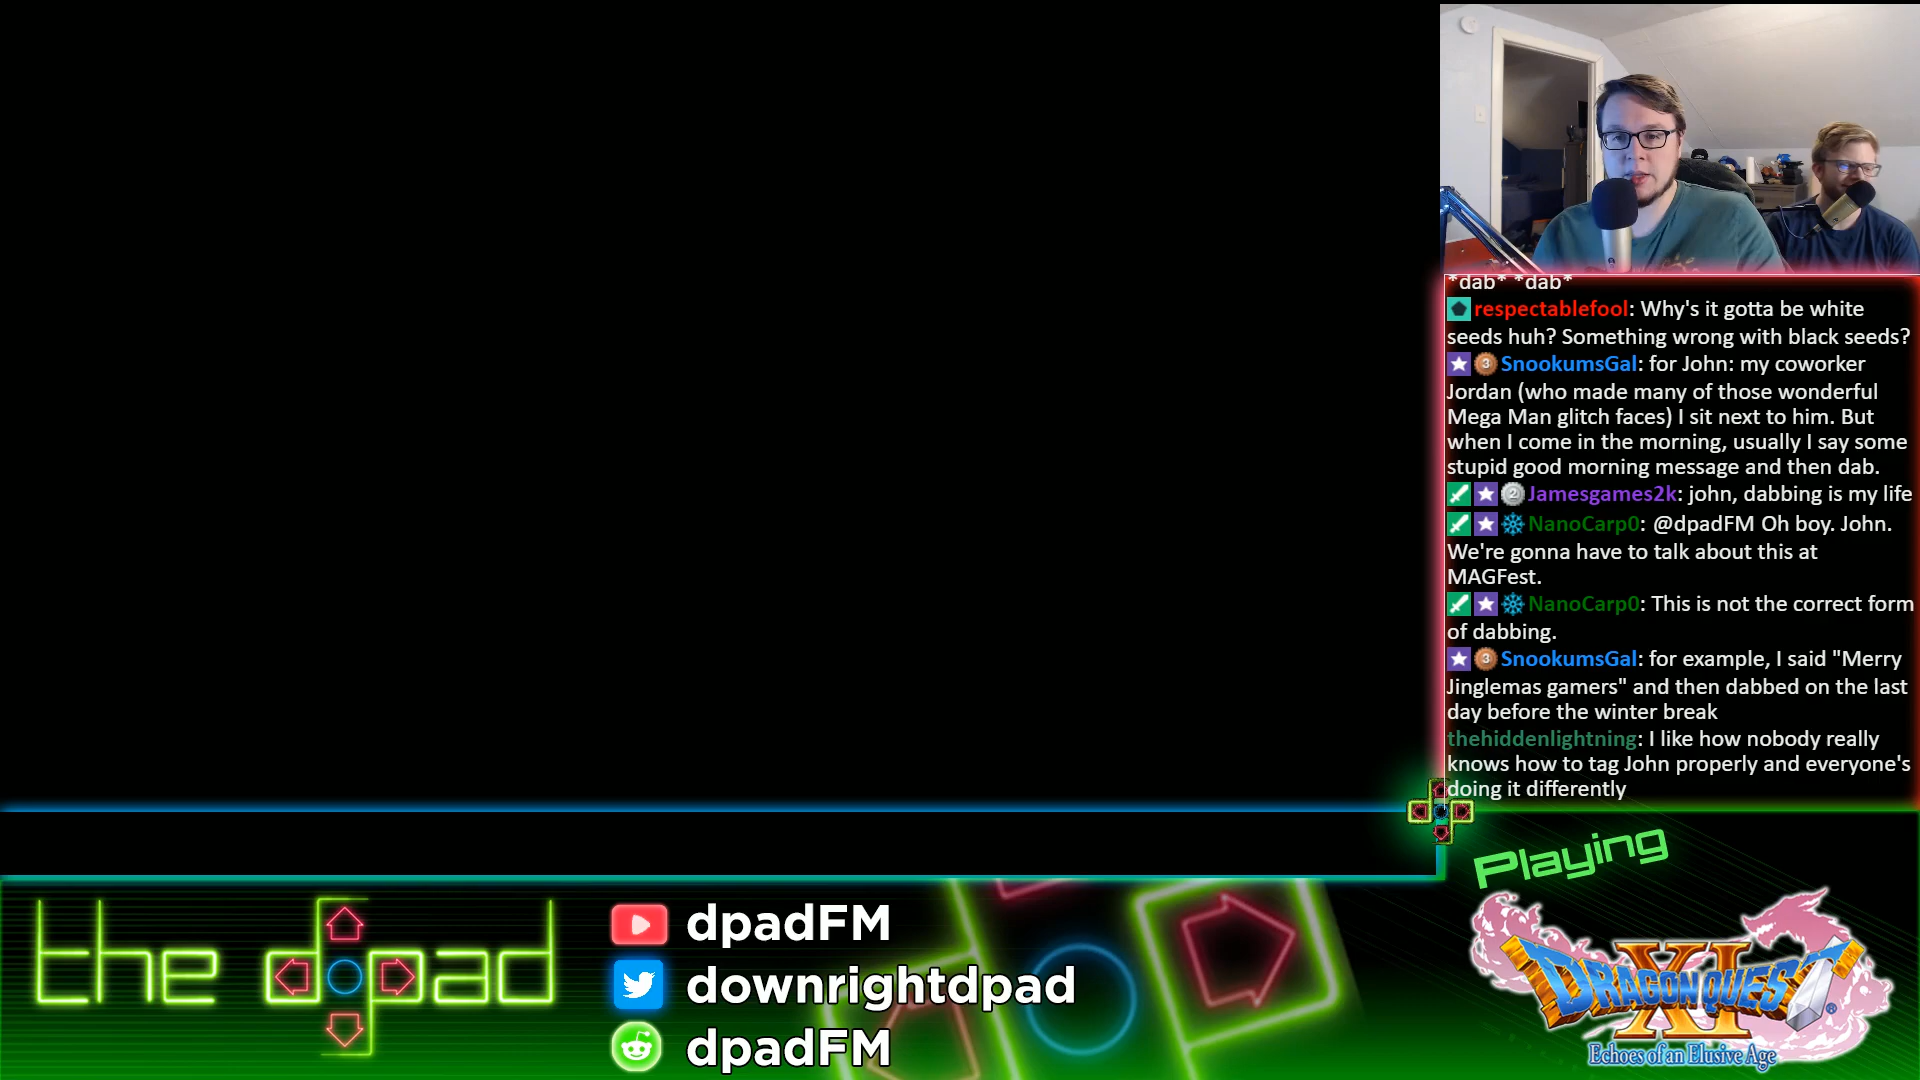 *dab* *dab*
respectablefool: Why's it gotta be white
seeds huh? Something wrong with black seeds?
3 SnookumsGal: for John: my coworker
Jordan (who made many of those wonderful
Mega Man glitch faces) I sit next to him. But
when I come in the morning, usually I say some
stupid good morning message and then dab.
2 Jamesgames2k: john, dabbing is my life
NanoCarp0: @dpadFM Oh boy. John.
We're gonna have to talk about this at
MAGFest.
NanoCarp0: This is not the correct form
of dabbing.
3 SnookumsGal: for example, I said "Merry
Jinglemas gamers" and then dabbed on the last
day before the winter break
thehiddenlightning: I like how nobody really
knows how to tag John properly and everyone's
doing it differently
Playing
the dpad
dpadFM
downrightdpad
dpadFM
DRAGON QUEST
XI
Echoes of an Elusive Age